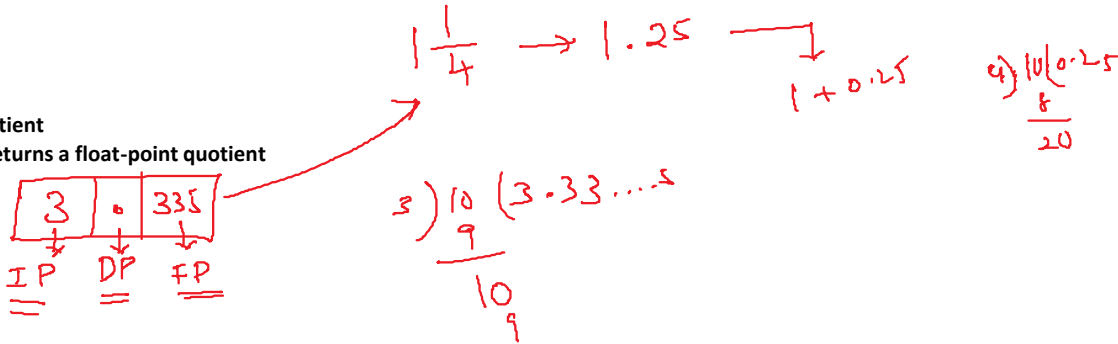 1 1/4 → 1.25
1 + 0.25
4) 10 (0.25
8
20
tient
eturns a float-point quotient
3 . 335
IP DP FP
3 ) 10 ( 3.33....5
9
10
9